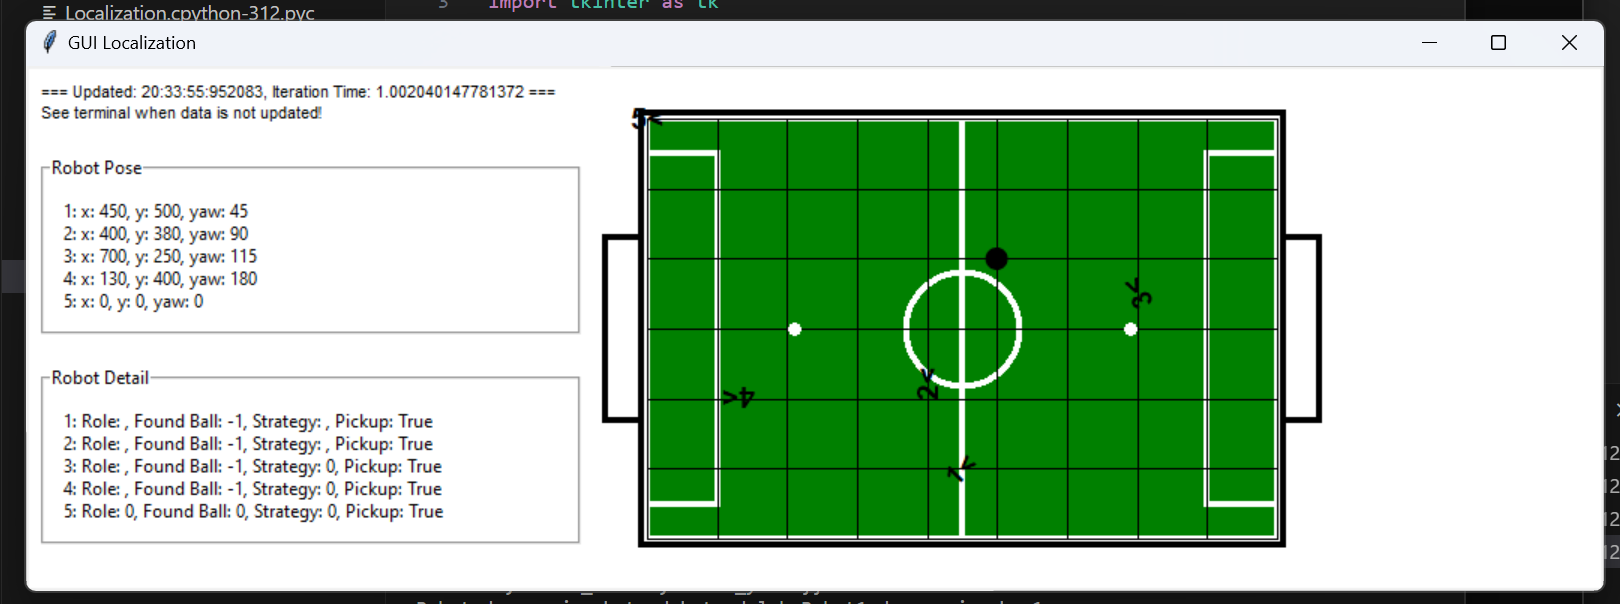 Localization.cpython-312.pyc
3 import tkinter as tk
GUI Localization
=== Updated: 20:33:55:952083, Iteration Time: 1.002040147781372 ===
See terminal when data is not updated!
Robot Pose
1: x: 450, y: 500, yaw: 45
2: x: 400, y: 380, yaw: 90
3: x: 700, y: 250, yaw: 115
4: x: 130, y: 400, yaw: 180
5: x: 0, y: 0, yaw: 0
Robot Detail
1: Role: , Found Ball: -1, Strategy: , Pickup: True
2: Role: , Found Ball: -1, Strategy: , Pickup: True
3: Role: , Found Ball: -1, Strategy: 0, Pickup: True
4: Role: , Found Ball: -1, Strategy: 0, Pickup: True
5: Role: 0, Found Ball: 0, Strategy: 0, Pickup: True
5<
3<
2<
4<
1<
12
12
12
12